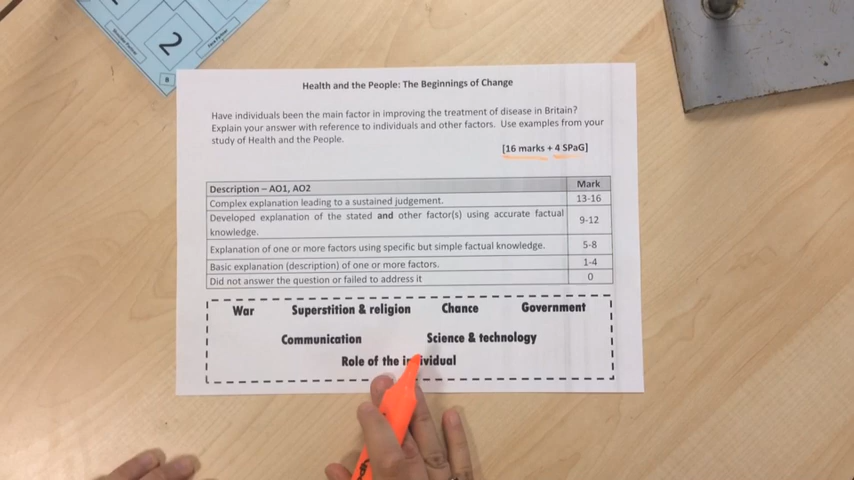 2
B
Health and the People: The Beginnings of Change
Have individuals been the main factor in improving the treatment of disease in Britain?
Explain your answer with reference to individuals and other factors. Use examples from your
study of Health and the People.
[16 marks + 4 SPaG]
Description – AO1, AO2 Mark
Complex explanation leading to a sustained judgement. 13-16
Developed explanation of the stated and other factor(s) using accurate factual
knowledge. 9-12
Explanation of one or more factors using specific but simple factual knowledge. 5-8
Basic explanation (description) of one or more factors. 1-4
Did not answer the question or failed to address it 0
War Superstition & religion Chance Government
Communication Science & technology
Role of the individual